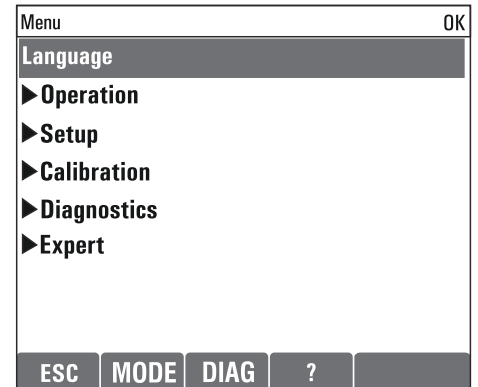 Menu OK
Language
▶Operation
▶Setup
▶Calibration
▶Diagnostics
▶Expert
ESC MODE DIAG ?